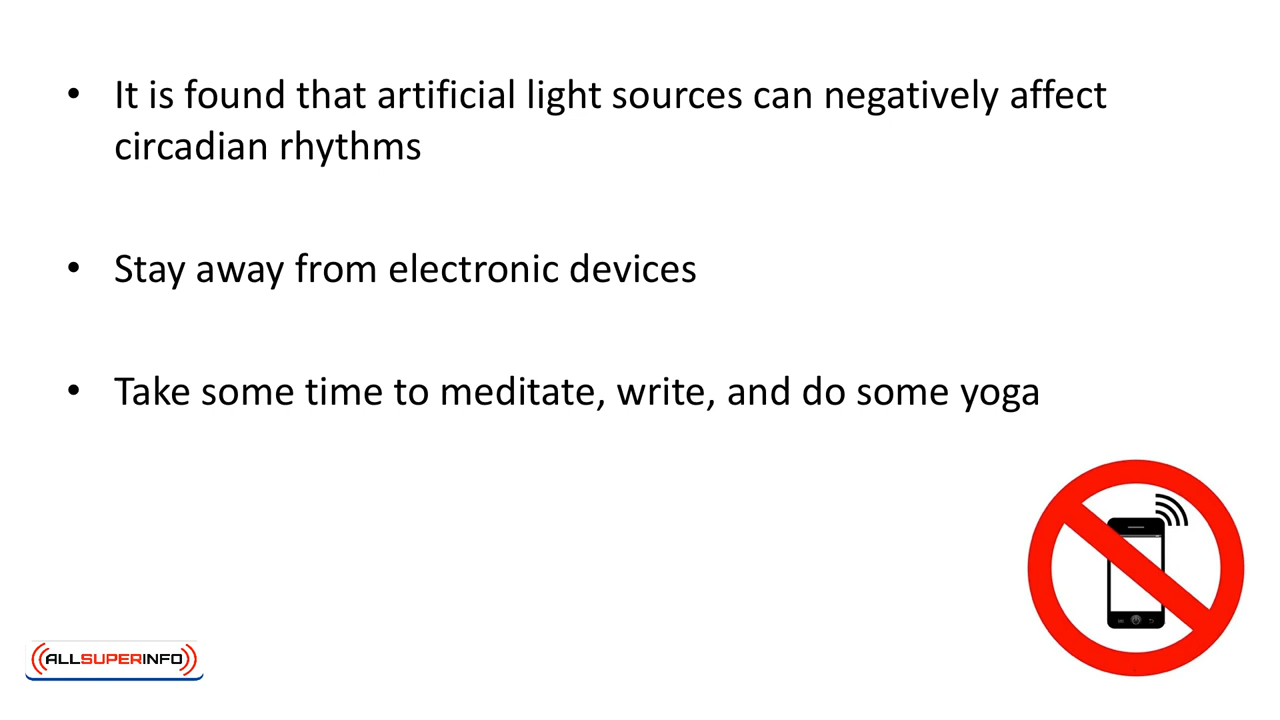 • It is found that artificial light sources can negatively affect
circadian rhythms
• Stay away from electronic devices
• Take some time to meditate, write, and do some yoga
ALLSUPERINFO